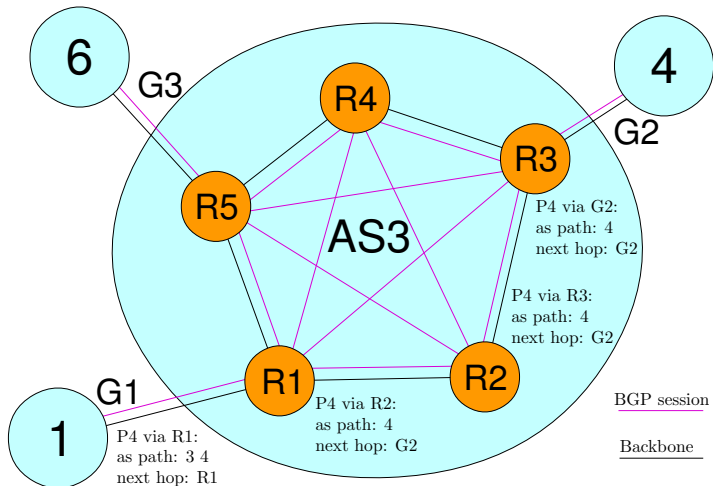 6
G3
4
G2
R4
R3
R5
AS3
P4 via G2:
as path: 4
next hop: G2
P4 via R3:
as path: 4
next hop: G2
R1
R2
G1
1
P4 via R1:
as path: 3 4
next hop: R1
P4 via R2:
as path: 4
next hop: G2
BGP session
Backbone